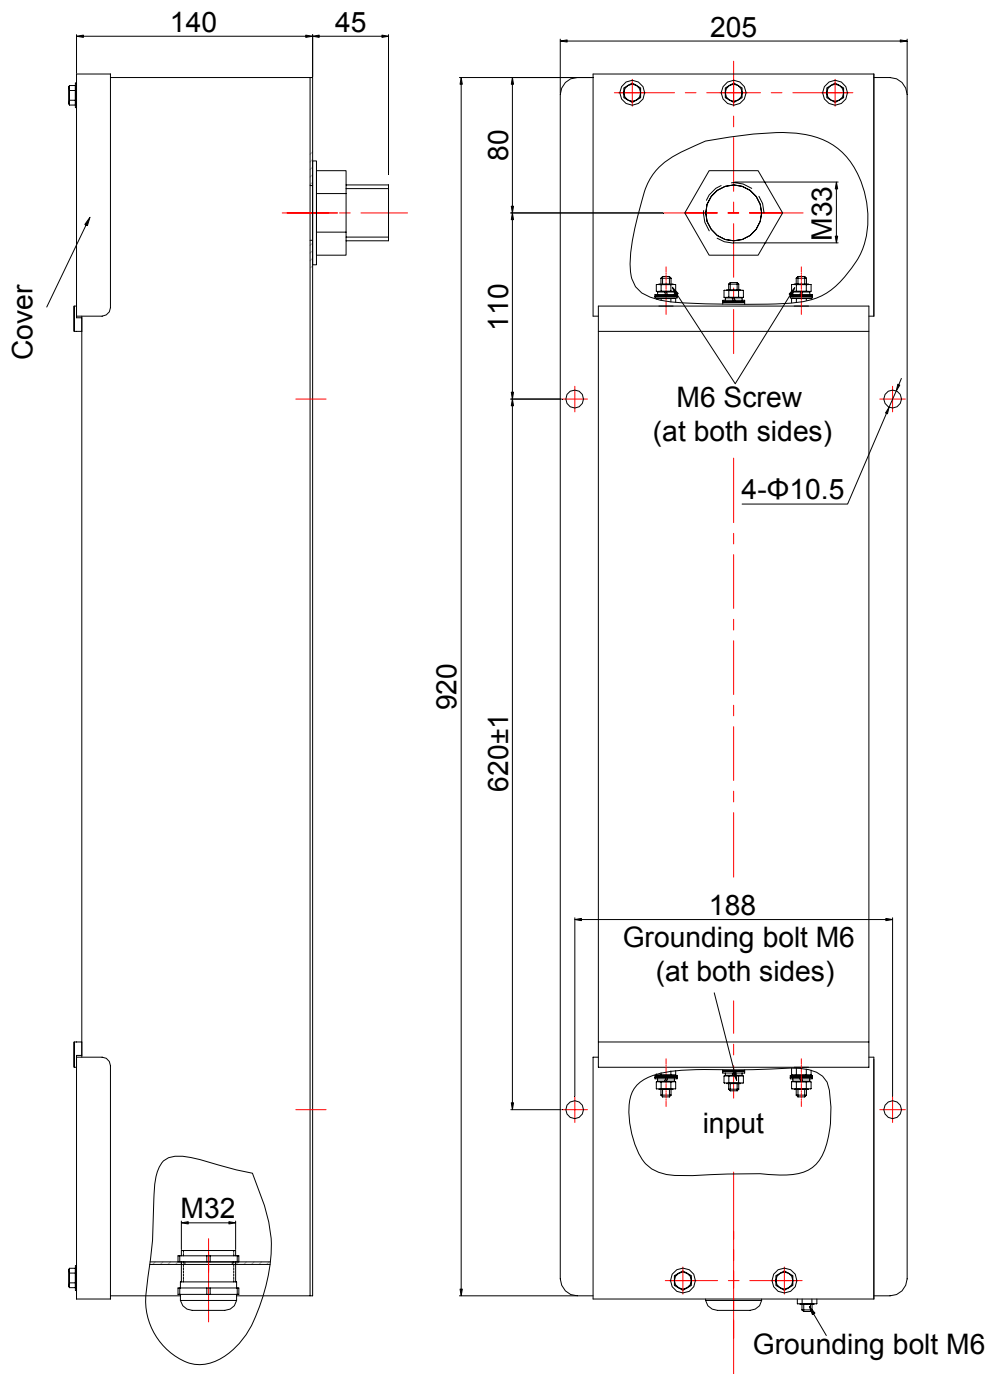 140
45
205
80
M33
Cover
110
M6 Screw
(at both sides)
4-Φ10.5
920
620±1
188
Grounding bolt M6
(at both sides)
input
M32
Grounding bolt M6